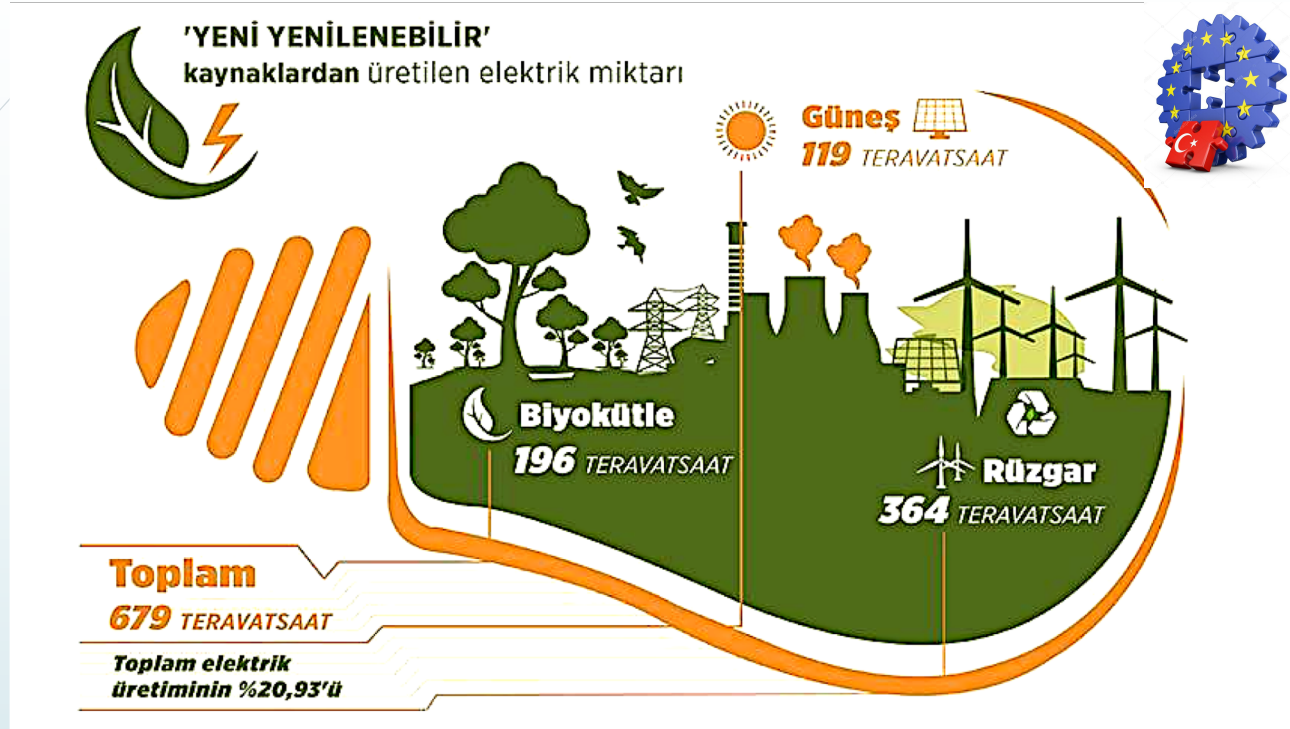 'YENİ YENİLENEBİLİR'
kaynaklardan üretilen elektrik miktarı
Güneş
119 TERAVATSAAT
Biyokütle
196 TERAVATSAAT
Rüzgar
364 TERAVATSAAT
Toplam
679 TERAVATSAAT
Toplam elektrik
üretiminin %20,93'ü